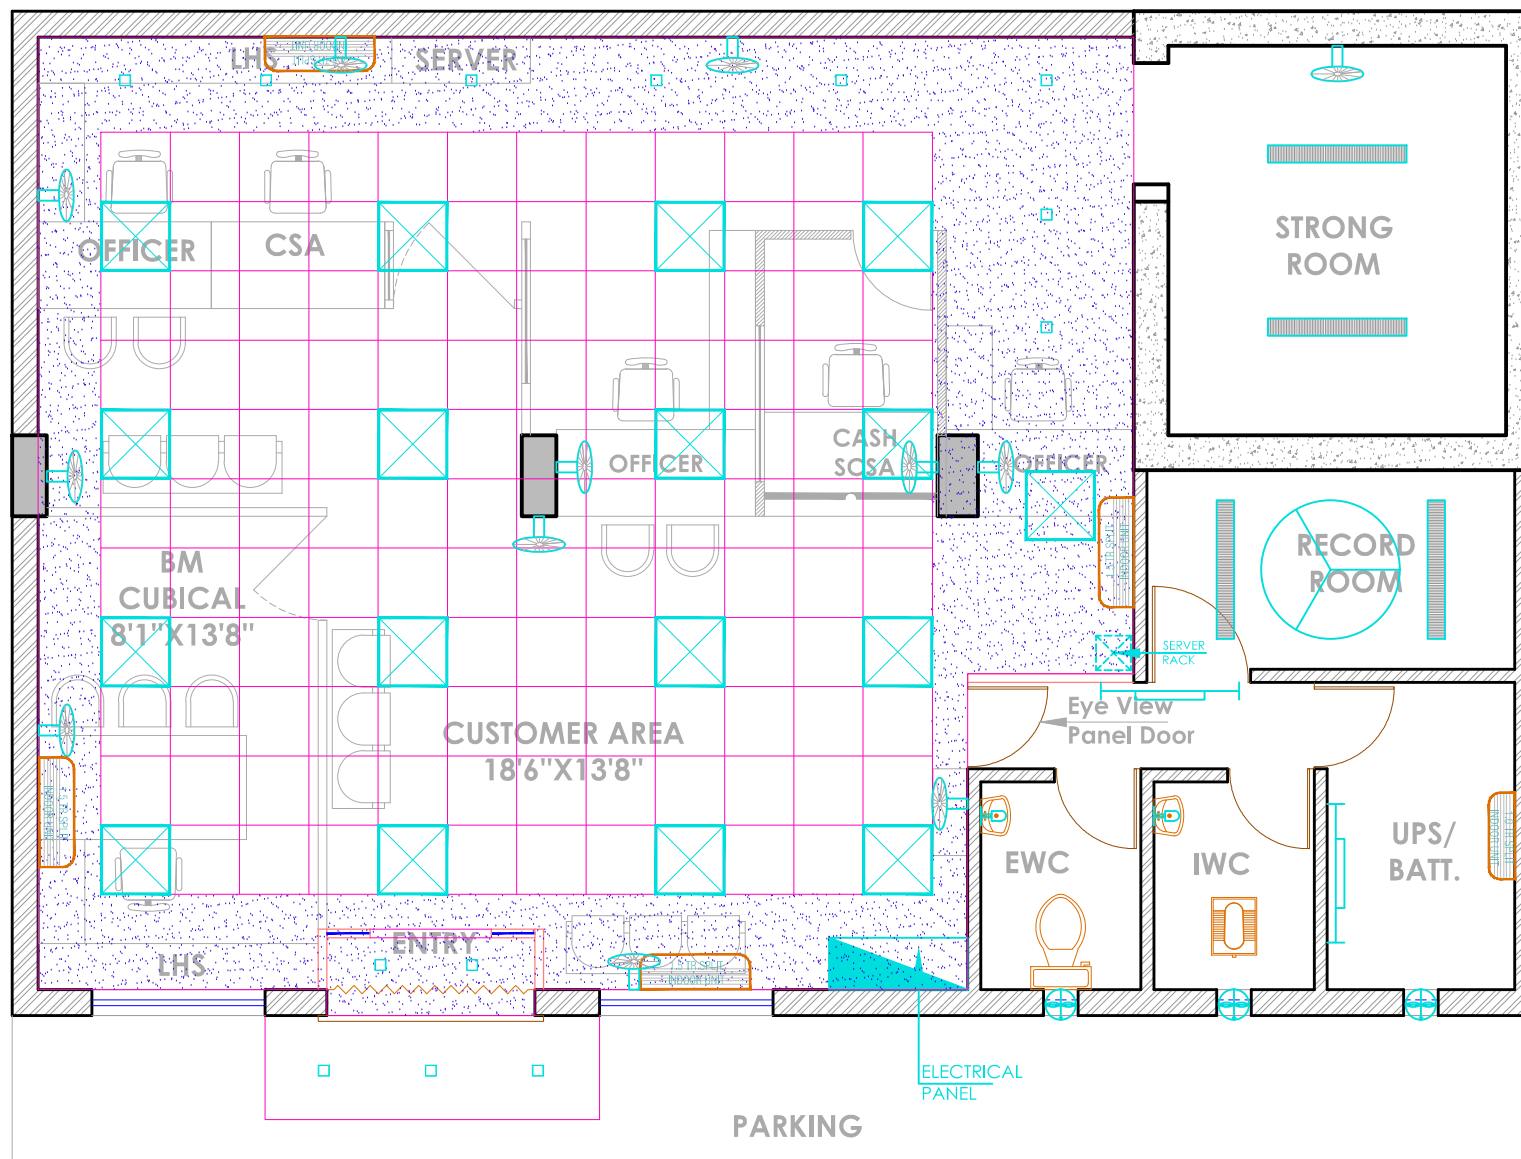 LHS
SERVER
OFFICER
CSA
STRONG
ROOM
OFFICER
CASH
SCSA
OFFICER
BM
CUBICAL
8'1"X13'8"
RECORD
ROOM
SERVER
RACK
Eye View
Panel Door
CUSTOMER AREA
18'6"X13'8"
EWC
IWC
UPS/
BATT.
ENTRY
LHS
ELECTRICAL
PANEL
PARKING